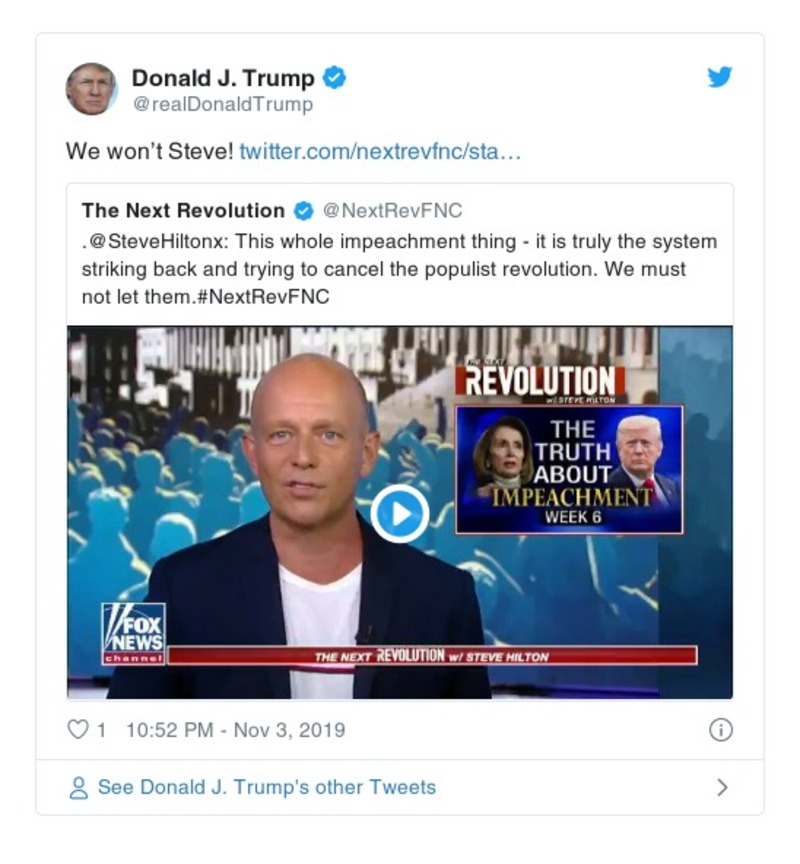 Donald J. Trump
@realDonaldTrump
We won’t Steve! twitter.com/nextrevfnc/sta…
The Next Revolution @NextRevFNC
.@SteveHiltonx: This whole impeachment thing - it is truly the system
striking back and trying to cancel the populist revolution. We must
not let them.#NextRevFNC
THE NEXT
REVOLUTION
w/ STEVE HILTON
THE
TRUTH
ABOUT
IMPEACHMENT
WEEK 6
FOX
NEWS
channel
THE NEXT REVOLUTION w/ STEVE HILTON
1 10:52 PM - Nov 3, 2019
See Donald J. Trump's other Tweets